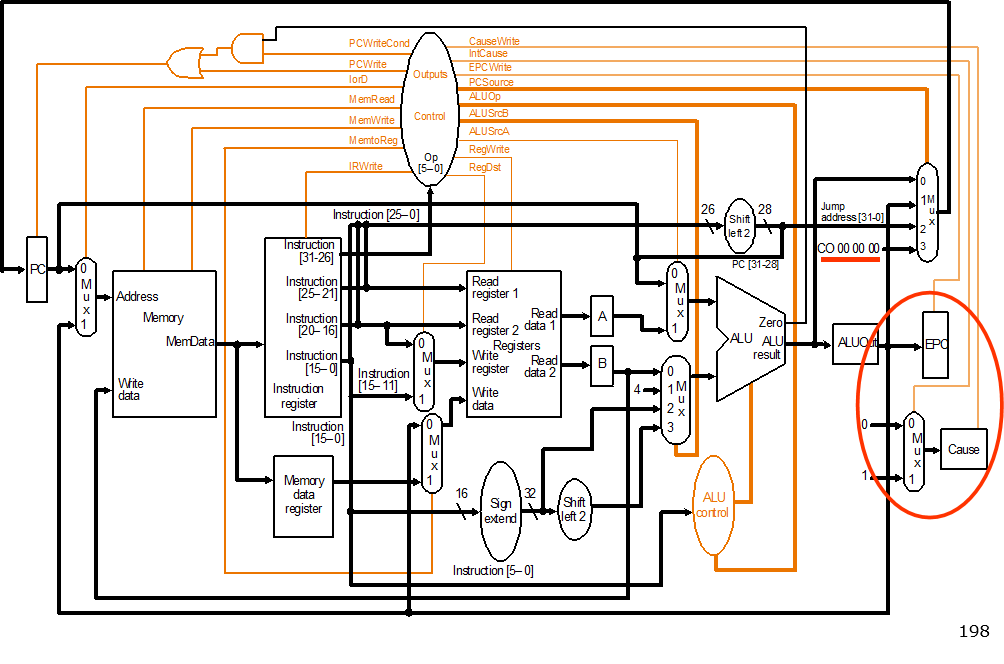 PCWriteCond
PCWrite
IorD
MemRead
MemWrite
MemtoReg
IRWrite
Outputs
Control
Op
[5–0]
CauseWrite
IntCause
EPCWrite
PCSource
ALUOp
ALUSrcB
ALUSrcA
RegWrite
RegDst
Instruction [25–0]
26
Shift
left 2
28
Jump
address [31-0]
PC [31-28]
CO 00 00 00
0
1
2
3
M
u
x
PC
0
M
u
x
1
Address
Memory
MemData
Write
data
Instruction
[31-26]
Instruction
[25–21]
Instruction
[20–16]
Instruction
[15–0]
Instruction
register
Instruction
[15–0]
Instruction
[15–11]
0
M
u
x
1
0
M
u
x
1
Memory
data
register
Read
register 1
Read
register 2
Registers
Write
register
Write
data
Read
data 1
Read
data 2
A
B
4
0
M
u
x
1
0
1
2
3
M
u
x
Zero
ALU
ALU
result
ALUOut
EPC
0
1
0
M
u
x
1
Cause
16
Sign
extend
32
Shift
left 2
ALU
control
Instruction [5–0]
198